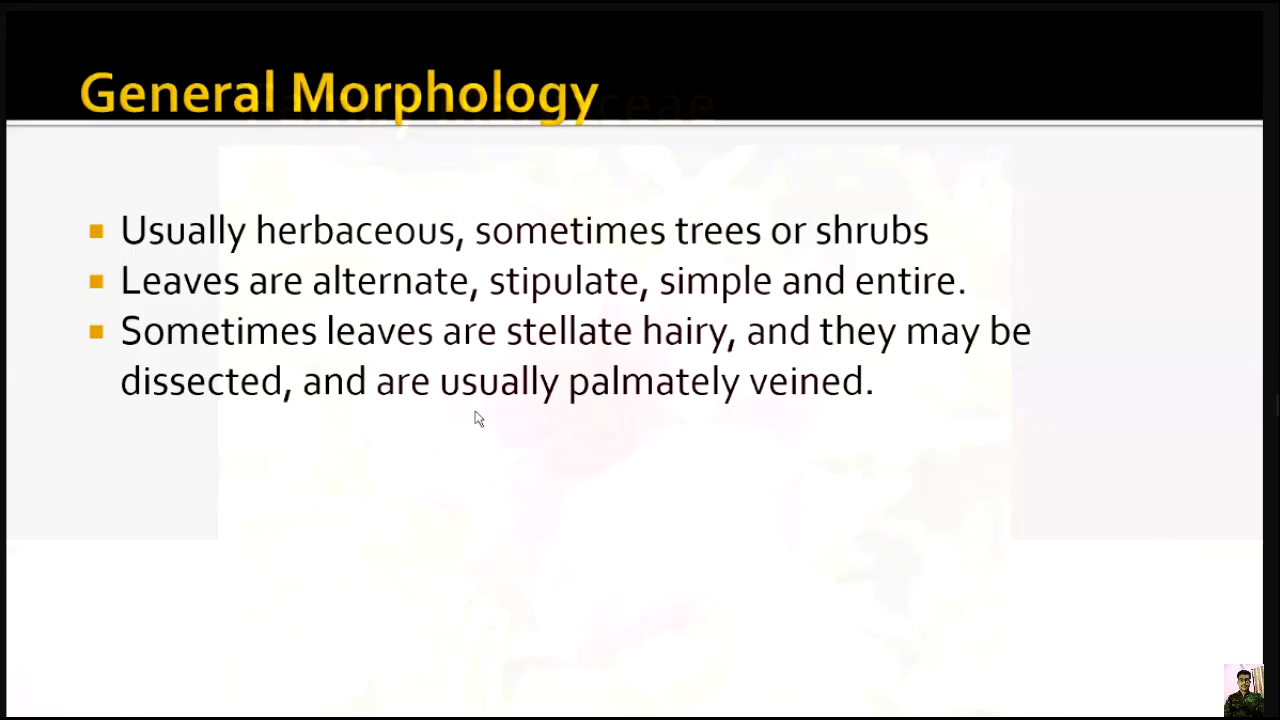 General Morphology
Usually herbaceous, sometimes trees or shrubs
Leaves are alternate, stipulate, simple and entire.
Sometimes leaves are stellate hairy, and they may be
dissected, and are usually palmately veined.